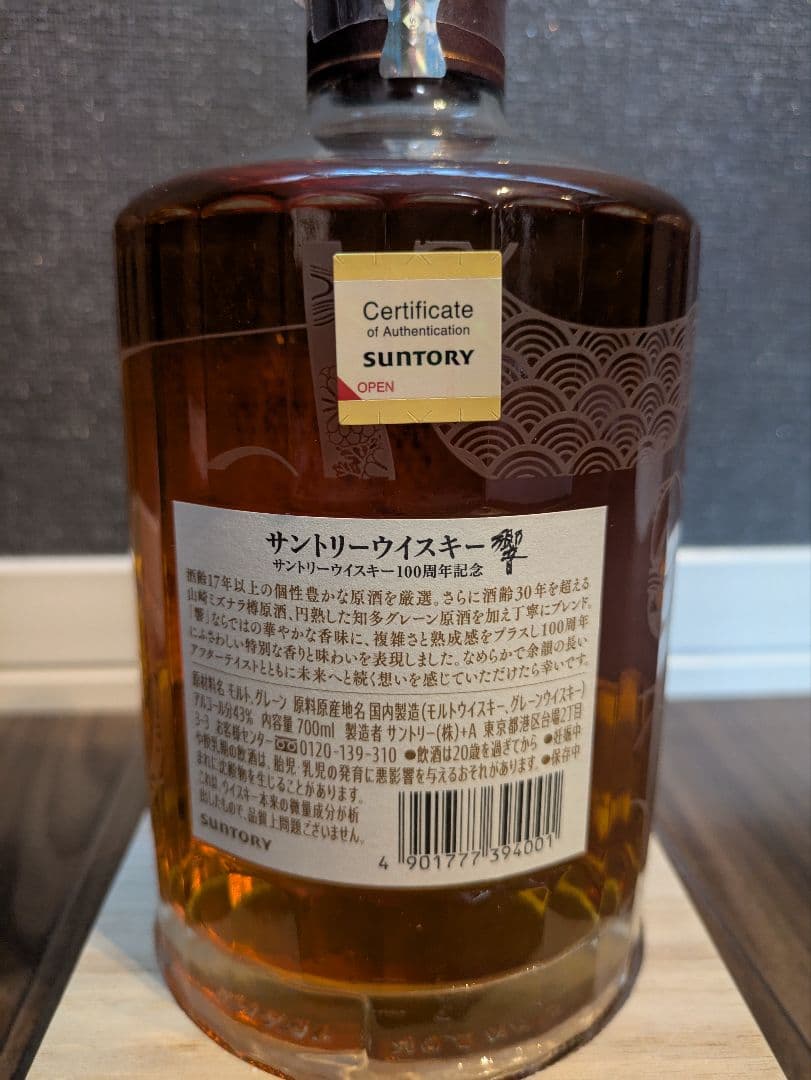 Certificate
of Authentication
SUNTORY
OPEN
サントリーウイスキー 響
サントリーウイスキー100周年記念
酒齢17年以上の個性豊かな原酒を厳選。さらに酒齢30年を超える
山崎ミズナラ樽原酒、円熟した知多グレーン原酒を加え丁寧にブレンド。
「響」ならではの華やかな香味に、複雑さと熟成感をプラスし100周年
にふさわしい特別な香りと味わいを表現しました。なめらかで余韻の長い
アフターテイストとともに未来へと続く想いを感じていただけたら幸いです。
原材料名 モルト、グレーン 原料原産地名 国内製造(モルトウイスキー、グレーンウイスキー)
アルコール分43% 内容量 700ml 製造者 サントリー(株)+A 東京都港区台場2丁目
3-3 お客様センター 0120-139-310 ●飲酒は20歳を過ぎてから ●妊娠中
や授乳期の飲酒は、胎児・乳児の発育に悪影響を与えるおそれがあります。●保存中
まれに沈殿物を生じることがあります。
これは、ウイスキー本来の微量成分が析
出したもので、品質上問題ございません。
SUNTORY
4 901777 394001